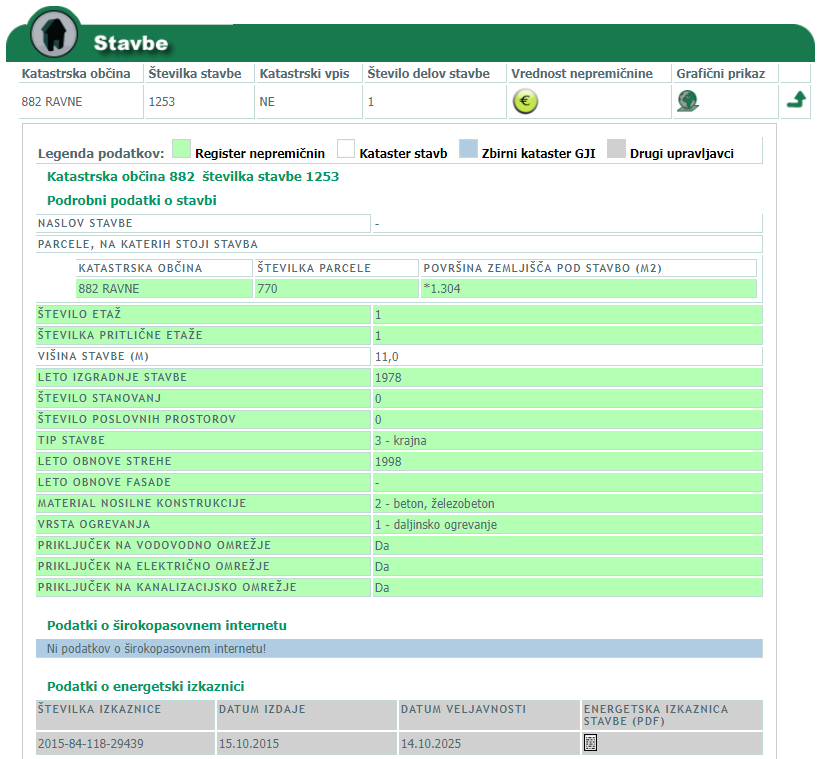 Stavbe
Katastrska občina Številka stavbe Katastrski vpis Število delov stavbe Vrednost nepremičnine Grafični prikaz
882 RAVNE 1253 NE 1 €
Legenda podatkov: Register nepremičnin Kataster stavb Zbirni kataster GJI Drugi upravljavci
Katastrska občina 882 številka stavbe 1253
Podrobni podatki o stavbi
NASLOV STAVBE -
PARCELE, NA KATERIH STOJI STAVBA
KATASTRSKA OBČINA ŠTEVILKA PARCELE POVRŠINA ZEMLJIŠČA POD STAVBO (M2)
882 RAVNE 770 *1.304
ŠTEVILO ETAŽ 1
ŠTEVILKA PRITLIČNE ETAŽE 1
VIŠINA STAVBE (M) 11,0
LETO IZGRADNJE STAVBE 1978
ŠTEVILO STANOVANJ 0
ŠTEVILO POSLOVNIH PROSTOROV 0
TIP STAVBE 3 - krajna
LETO OBNOVE STREHE 1998
LETO OBNOVE FASADE -
MATERIAL NOSILNE KONSTRUKCIJE 2 - beton, železobeton
VRSTA OGREVANJA 1 - daljinsko ogrevanje
PRIKLJUČEK NA VODOVODNO OMREŽJE Da
PRIKLJUČEK NA ELEKTRIČNO OMREŽJE Da
PRIKLJUČEK NA KANALIZACIJSKO OMREŽJE Da
Podatki o širokopasovnem internetu
Ni podatkov o širokopasovnem internetu!
Podatki o energetski izkaznici
ŠTEVILKA IZKAZNICE DATUM IZDAJE DATUM VELJAVNOSTI ENERGETSKA IZKAZNICA
STAVBE (PDF)
2015-84-118-29439 15.10.2015 14.10.2025